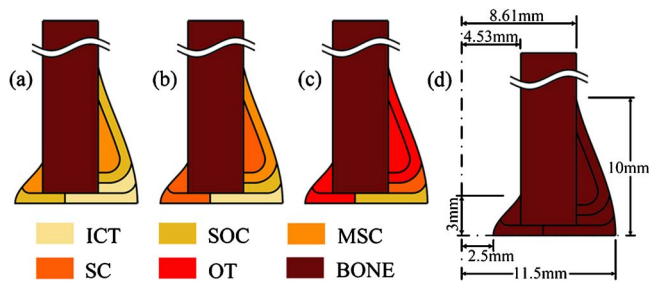 8.61mm
4.53mm
(a) (b) (c) (d)
10mm
3mm
2.5mm
11.5mm
ICT SOC MSC
SC OT BONE